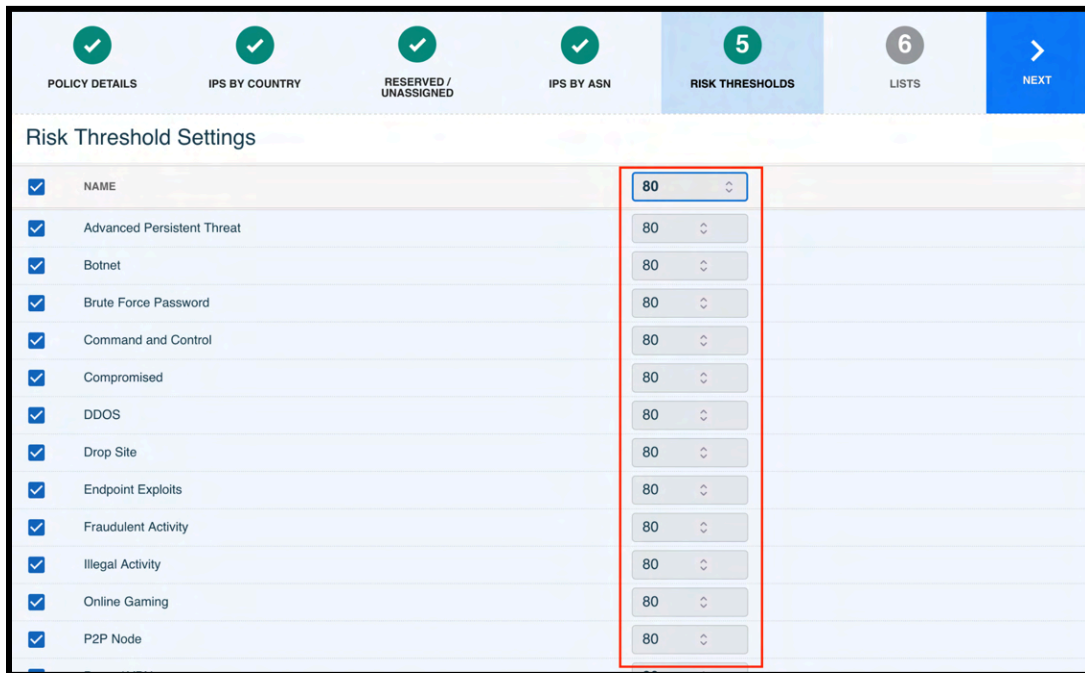 5
6
POLICY DETAILS
IPS BY COUNTRY
RESERVED /
UNASSIGNED
IPS BY ASN
RISK THRESHOLDS
LISTS
NEXT
Risk Threshold Settings
NAME 80
Advanced Persistent Threat 80
Botnet 80
Brute Force Password 80
Command and Control 80
Compromised 80
DDOS 80
Drop Site 80
Endpoint Exploits 80
Fraudulent Activity 80
Illegal Activity 80
Online Gaming 80
P2P Node 80